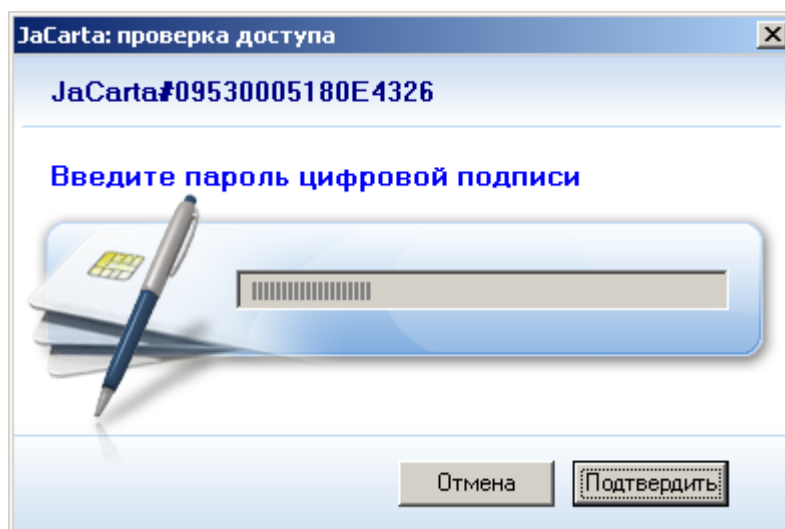 JaCarta: проверка доступа
JaCarta#09530005180E4326
Введите пароль цифровой подписи
Отмена
Подтвердить